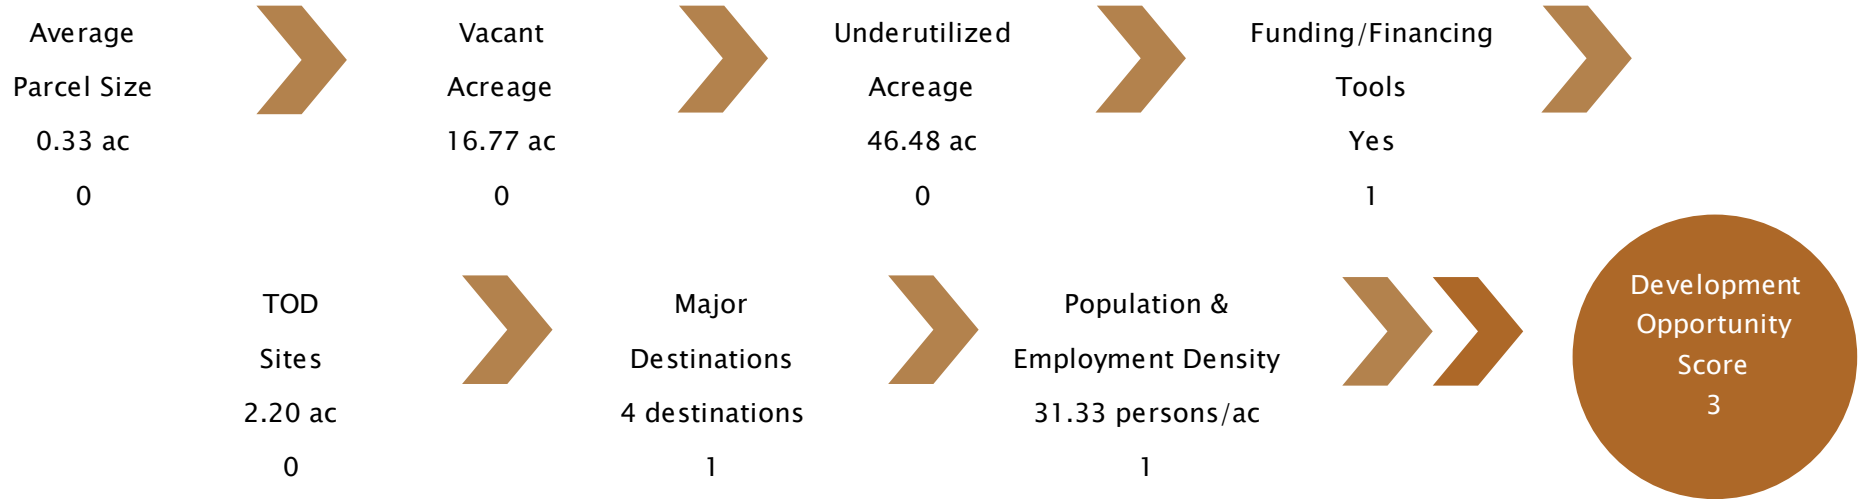 Average
Parcel Size
0.33 ac
0
Vacant
Acreage
16.77 ac
0
Underutilized
Acreage
46.48 ac
0
Funding/Financing
Tools
Yes
1
TOD
Sites
2.20 ac
0
Major
Destinations
4 destinations
1
Population &
Employment Density
31.33 persons/ac
1
Development
Opportunity
Score
3